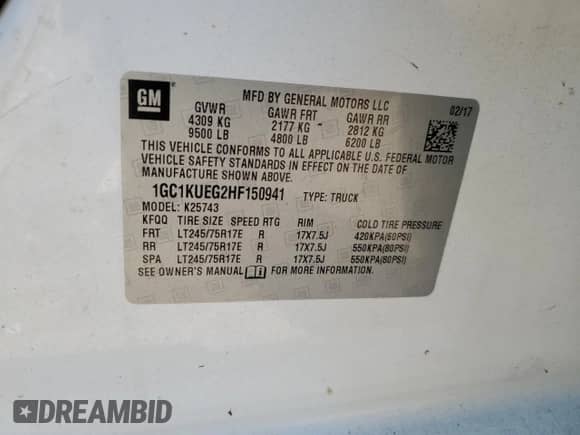 GM
MFD BY GENERAL MOTORS LLC
02/17
GVWR GAWR FRT GAWR RR
4309 KG 2177 KG 2812 KG
9500 LB 4800 LB 6200 LB
THIS VEHICLE CONFORMS TO ALL APPLICABLE U.S. FEDERAL MOTOR
VEHICLE SAFETY STANDARDS IN EFFECT ON THE DATE OF
MANUFACTURE SHOWN ABOVE.
1GC1KUEG2HF150941 TYPE: TRUCK
MODEL: K25743
KFQQ TIRE SIZE SPEED RTG RIM COLD TIRE PRESSURE
FRT LT245/75R17E R 17X7.5J 420KPA(60PSI)
RR LT245/75R17E R 17X7.5J 550KPA(80PSI)
SPA LT245/75R17E R 17X7.5J 550KPA(80PSI)
SEE OWNER'S MANUAL FOR MORE INFORMATION
DREAMBID